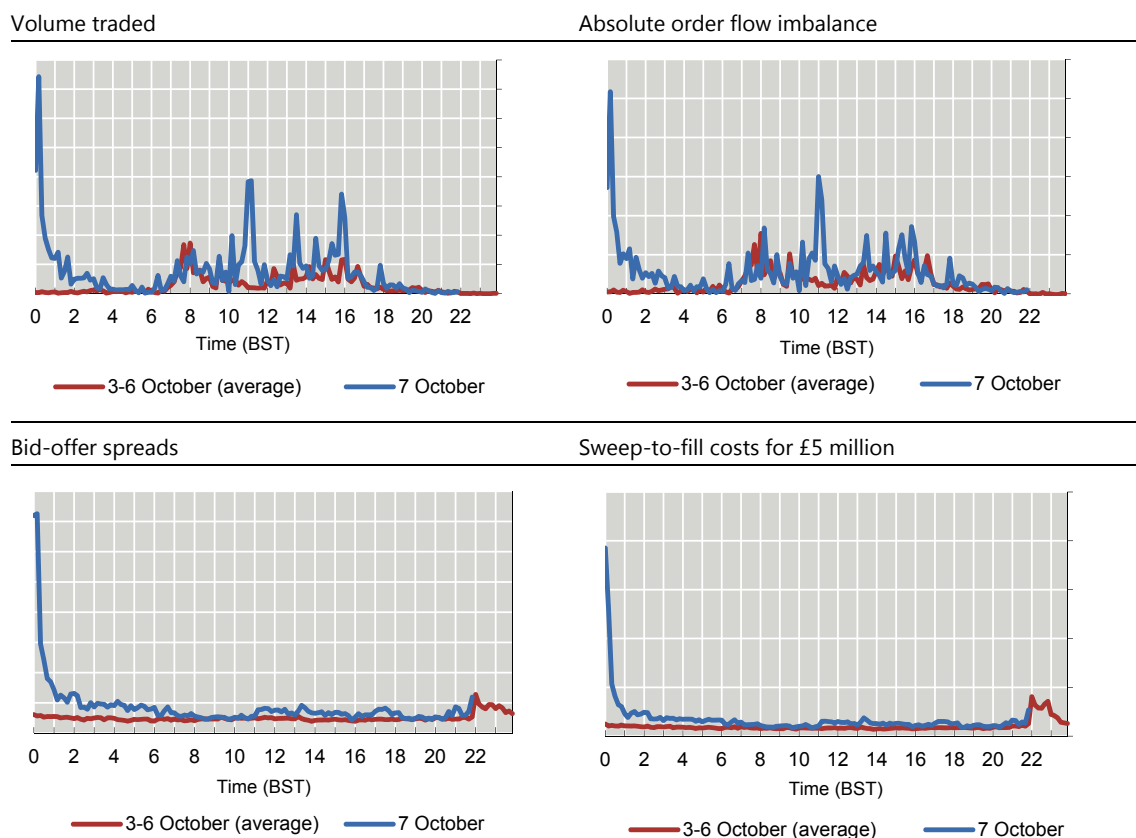 Volume traded
Absolute order flow imbalance
0 2 4 6 8 10 12 14 16 18 20 22
Time (BST)
3-6 October (average) 7 October
0 2 4 6 8 10 12 14 16 18 20 22
Time (BST)
3-6 October (average) 7 October
Bid-offer spreads
Sweep-to-fill costs for £5 million
0 2 4 6 8 10 12 14 16 18 20 22
Time (BST)
3-6 October (average) 7 October
0 2 4 6 8 10 12 14 16 18 20 22
Time (BST)
3-6 October (average) 7 October